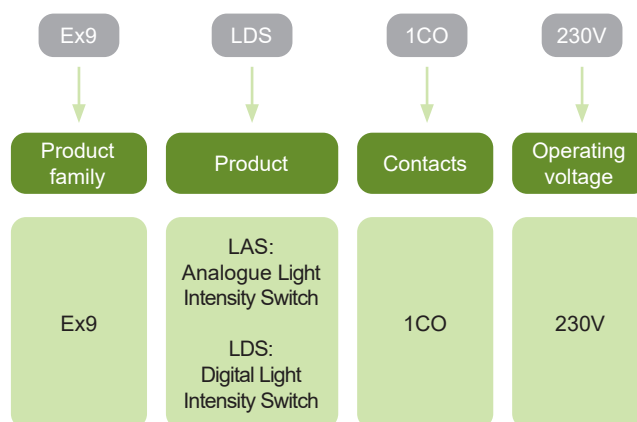 Ex9
LDS
1CO
230V
Product
family
Product
Contacts
Operating
voltage
Ex9
LAS:
Analogue Light
Intensity Switch
LDS:
Digital Light
Intensity Switch
1CO
230V